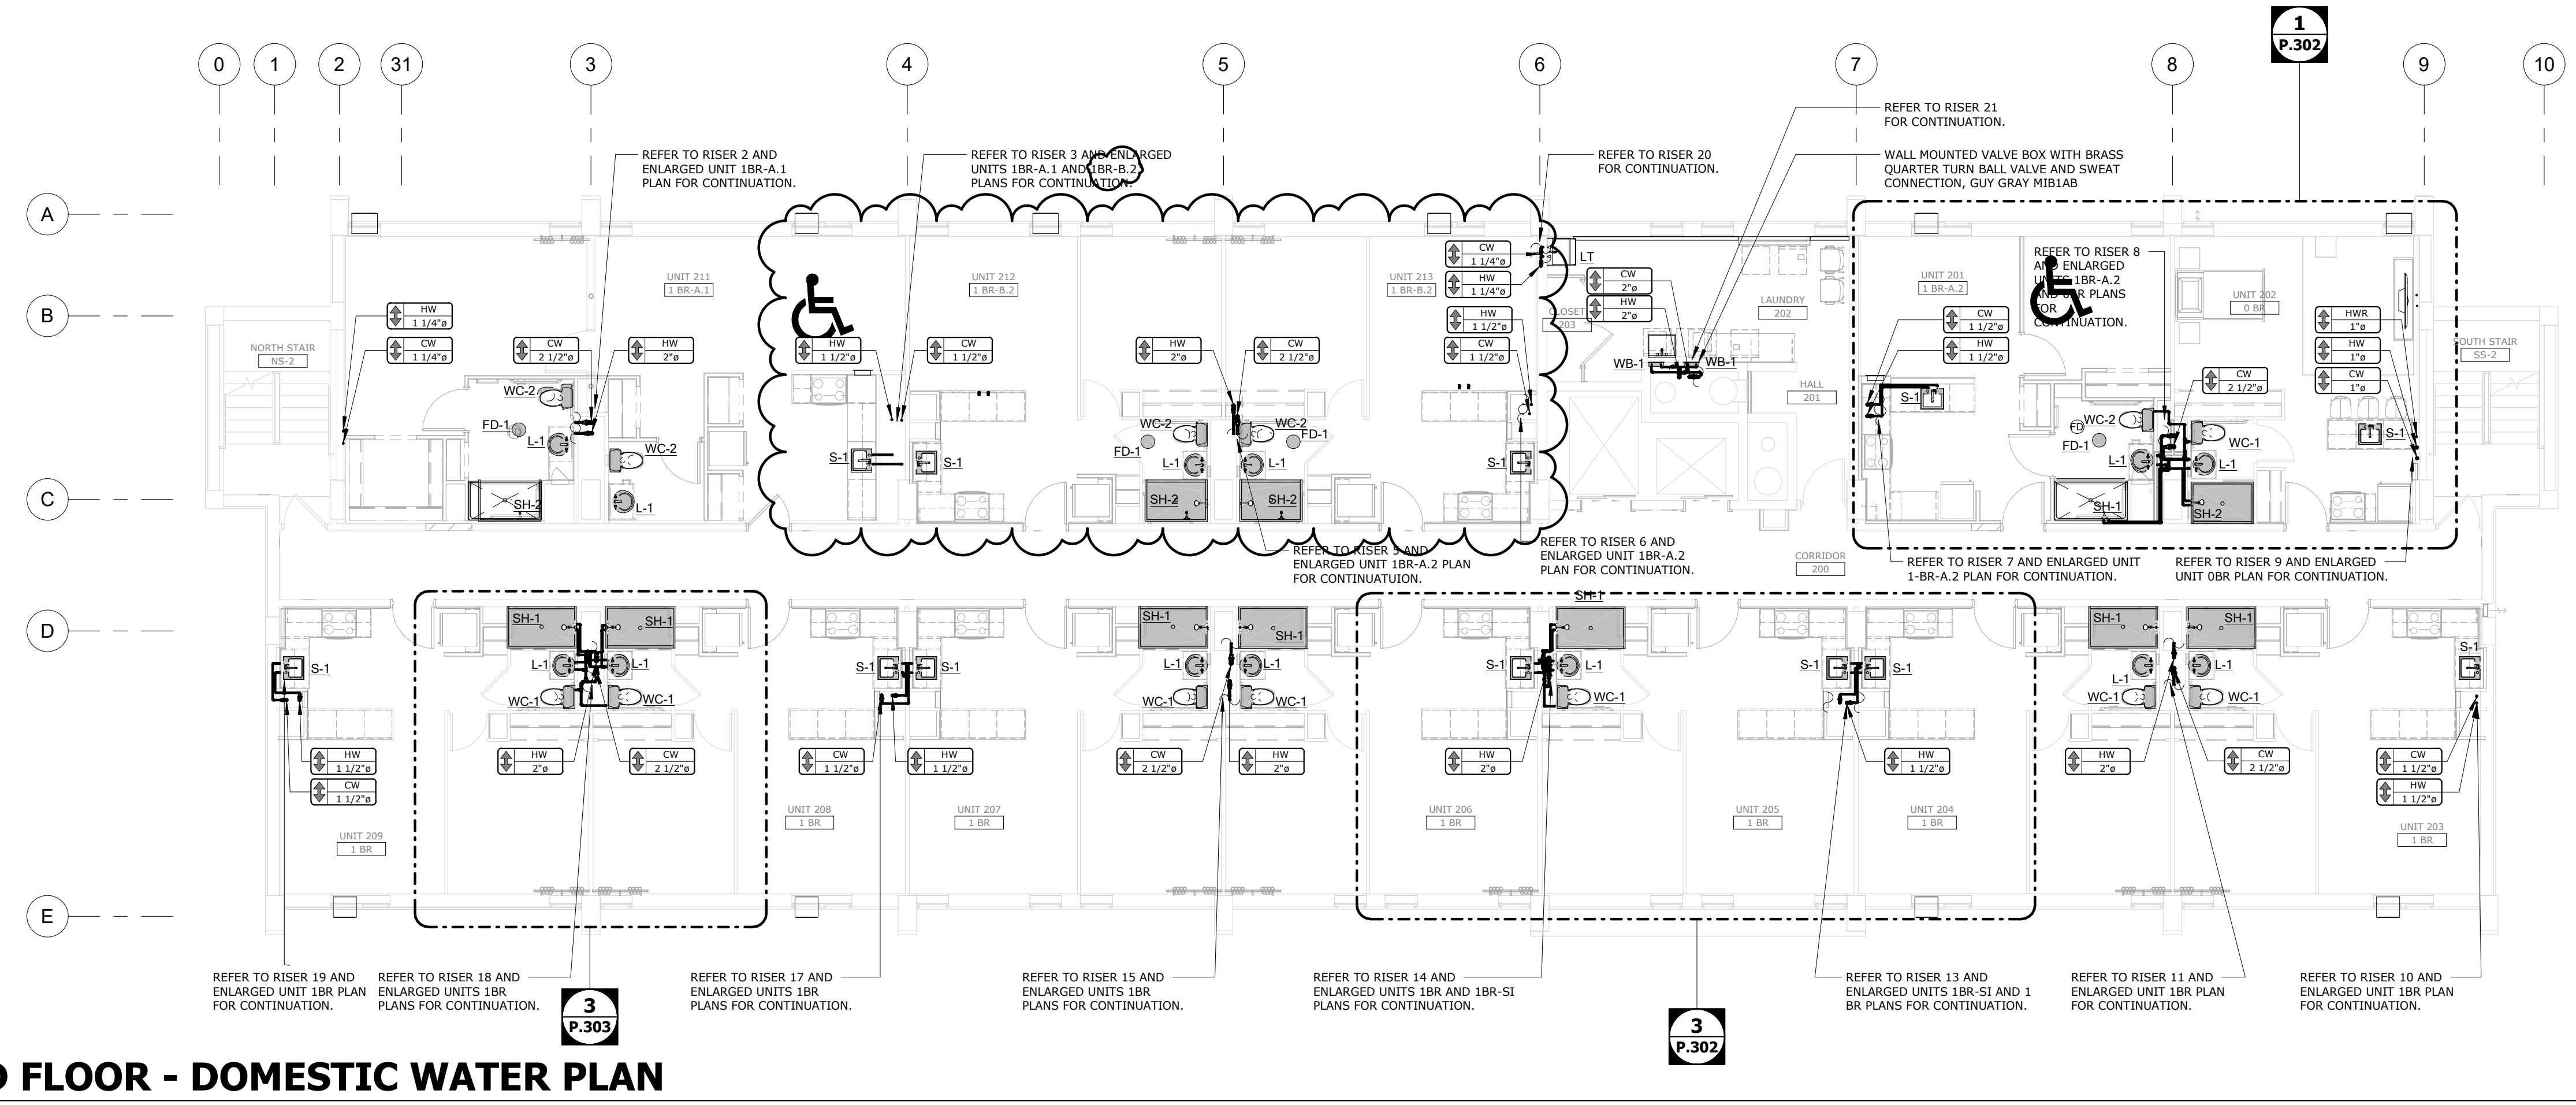 1
P.302
0
1
2
31
3
4
5
6
7
8
9
10
A
B
C
D
E
REFER TO RISER 2 AND
ENLARGED UNIT 1BR-A.1
PLAN FOR CONTINUATION.
REFER TO RISER 3 AND ENLARGED
UNITS 1BR-A.1 AND 1BR-B.2
PLANS FOR CONTINUATION.
REFER TO RISER 20
FOR CONTINUATION.
REFER TO RISER 21
FOR CONTINUATION.
WALL MOUNTED VALVE BOX WITH BRASS
QUARTER TURN BALL VALVE AND SWEAT
CONNECTION, GUY GRAY MIB1AB
NORTH STAIR
NS-2
HW
1 1/4"ø
CW
1 1/4"ø
CW
2 1/2"ø
HW
2"ø
UNIT 211
1 BR-A.1
WC-2
FD-1
L-1
SH-2
WC-2
L-1
HW
1 1/2"ø
CW
1 1/2"ø
UNIT 212
1 BR-B.2
S-1
S-1
HW
2"ø
CW
2 1/2"ø
WC-2
FD-1
L-1
SH-2
WC-2
FD-1
L-1
SH-2
UNIT 213
1 BR-B.2
CW
1 1/4"ø
HW
1 1/4"ø
HW
1 1/2"ø
CW
1 1/2"ø
S-1
LT
CLOSET
203
CW
2"ø
HW
2"ø
WB-1
WB-1
LAUNDRY
202
HALL
201
UNIT 201
1 BR-A.2
CW
1 1/2"ø
HW
1 1/2"ø
S-1
REFER TO RISER 8
AND ENLARGED
UNITS 1BR-A.2
AND 0BR PLANS
FOR
CONTINUATION.
UNIT 202
0 BR
CW
2 1/2"ø
FD
WC-2
FD-1
L-1
SH-1
WC-1
L-1
SH-2
HWR
1"ø
HW
1"ø
CW
1"ø
S-1
SOUTH STAIR
SS-2
REFER TO RISER 5 AND
ENLARGED UNIT 1BR-A.2 PLAN
FOR CONTINUATUION.
REFER TO RISER 6 AND
ENLARGED UNIT 1BR-A.2
PLAN FOR CONTINUATION.
CORRIDOR
200
REFER TO RISER 7 AND ENLARGED UNIT
1-BR-A.2 PLAN FOR CONTINUATION.
REFER TO RISER 9 AND ENLARGED
UNIT 0BR PLAN FOR CONTINUATION.
S-1
HW
1 1/2"ø
CW
1 1/2"ø
UNIT 209
1 BR
SH-1
SH-1
L-1
L-1
WC-1
WC-1
HW
2"ø
CW
2 1/2"ø
S-1
S-1
CW
1 1/2"ø
HW
1 1/2"ø
UNIT 208
1 BR
UNIT 207
1 BR
SH-1
SH-1
L-1
L-1
WC-1
WC-1
CW
2 1/2"ø
HW
2"ø
SH-1
S-1
L-1
WC-1
HW
2"ø
UNIT 206
1 BR
S-1
S-1
HW
1 1/2"ø
UNIT 205
1 BR
UNIT 204
1 BR
SH-1
SH-1
L-1
L-1
WC-1
WC-1
HW
2"ø
CW
2 1/2"ø
S-1
CW
1 1/2"ø
HW
1 1/2"ø
UNIT 203
1 BR
REFER TO RISER 19 AND
ENLARGED UNIT 1BR PLAN
FOR CONTINUATION.
REFER TO RISER 18 AND
ENLARGED UNITS 1BR
PLANS FOR CONTINUATION.
REFER TO RISER 17 AND
ENLARGED UNITS 1BR
PLANS FOR CONTINUATION.
REFER TO RISER 15 AND
ENLARGED UNITS 1BR
PLANS FOR CONTINUATION.
REFER TO RISER 14 AND
ENLARGED UNITS 1BR AND 1BR-SI
PLANS FOR CONTINUATION.
REFER TO RISER 13 AND
ENLARGED UNITS 1BR-SI AND 1
BR PLANS FOR CONTINUATION.
REFER TO RISER 11 AND
ENLARGED UNIT 1BR PLAN
FOR CONTINUATION.
REFER TO RISER 10 AND
ENLARGED UNIT 1BR PLAN
FOR CONTINUATION.
3
P.303
3
P.302
FLOOR - DOMESTIC WATER PLAN